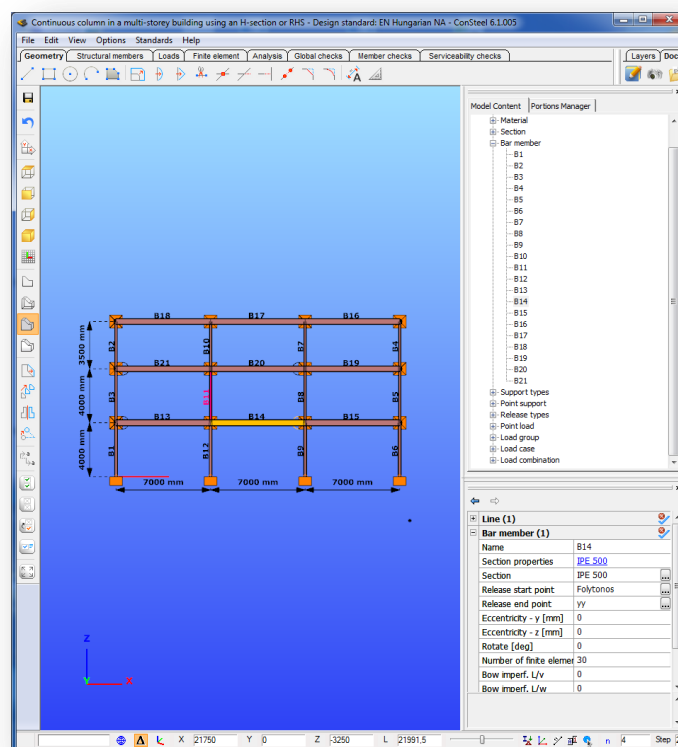 Continuous column in a multi-storey building using an H-section or RHS - Design standard: EN Hungarian NA - ConSteel 6.1.005
File Edit View Options Standards Help
Geometry Structural members Loads Finite element Analysis Global checks Member checks Serviceability checks Layers Doc
Model Content Portions Manager
Material
Section
Bar member
B1
B2
B3
B4
B5
B6
B7
B8
B9
B10
B11
B12
B13
B14
B15
B16
B17
B18
B19
B20
B21
Support types
Point support
Release types
Point load
Load group
Load case
Load combination
B18 B17 B16
3500 mm B2 B10 B7 B4
B21 B20 B19
4000 mm B3 B11 B8 B5
B13 B14 B15
4000 mm B1 B12 B9 B6
7000 mm 7000 mm 7000 mm
Z
Y X
Line (1)
Bar member (1)
Name B14
Section properties IPE 500
Section IPE 500 ...
Release start point Folytonos ...
Release end point yy ...
Eccentricity - y [mm] 0
Eccentricity - z [mm] 0
Rotate [deg] 0
Number of finite elemer 30
Bow imperf. L/v 0
Bow imperf. L/w 0
X 21750 Y 0 Z -3250 L 21991,5 n 4 Step